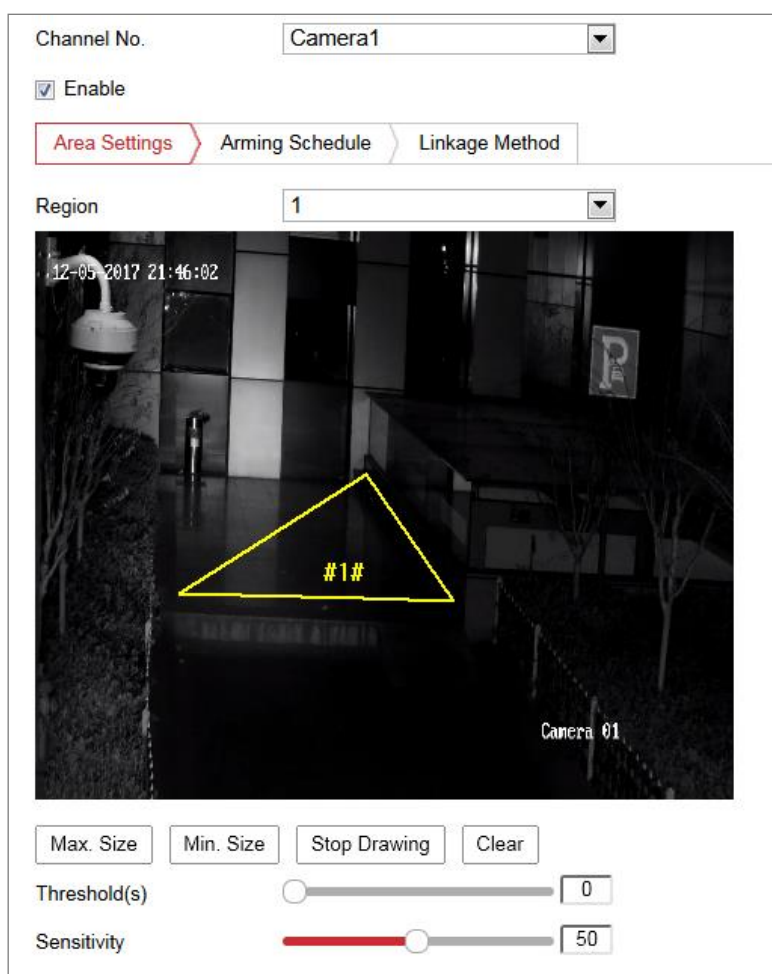 Channel No. Camera1
Enable
Area Settings Arming Schedule Linkage Method
Region 1
12-05-2017 21:46:02
P
#1#
Camera 01
Max. Size Min. Size Stop Drawing Clear
Threshold(s) 0
Sensitivity 50